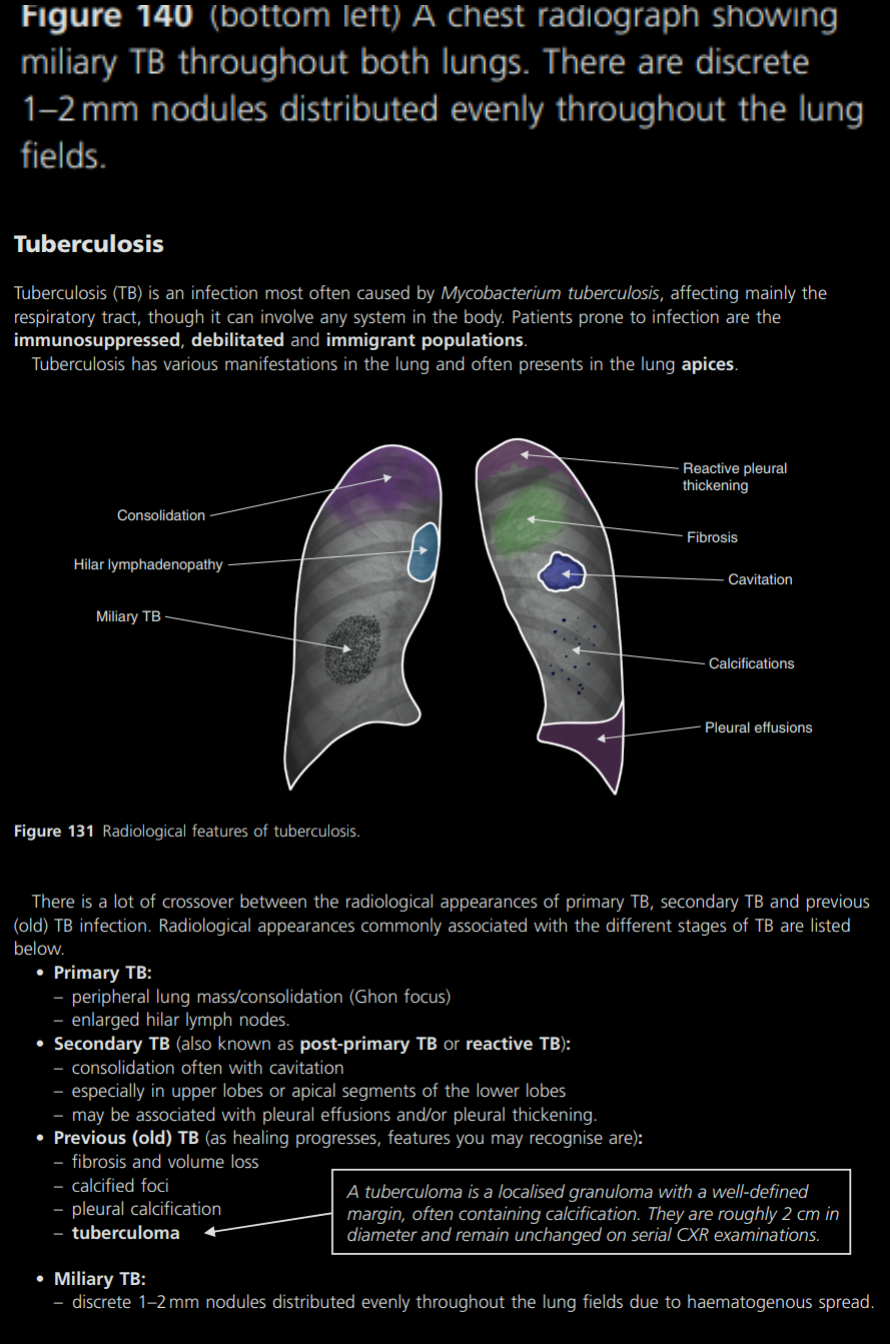 Figure 140 (bottom left) A chest radiograph showing
miliary TB throughout both lungs. There are discrete
1–2 mm nodules distributed evenly throughout the lung
fields.
Tuberculosis
Tuberculosis (TB) is an infection most often caused by Mycobacterium tuberculosis, affecting mainly the
respiratory tract, though it can involve any system in the body. Patients prone to infection are the
immunosuppressed, debilitated and immigrant populations.
Tuberculosis has various manifestations in the lung and often presents in the lung apices.
Consolidation
Hilar lymphadenopathy
Miliary TB
Reactive pleural
thickening
Fibrosis
Cavitation
Calcifications
Pleural effusions
Figure 131 Radiological features of tuberculosis.
There is a lot of crossover between the radiological appearances of primary TB, secondary TB and previous
(old) TB infection. Radiological appearances commonly associated with the different stages of TB are listed
below.
• Primary TB:
– peripheral lung mass/consolidation (Ghon focus)
– enlarged hilar lymph nodes.
• Secondary TB (also known as post-primary TB or reactive TB):
– consolidation often with cavitation
– especially in upper lobes or apical segments of the lower lobes
– may be associated with pleural effusions and/or pleural thickening.
• Previous (old) TB (as healing progresses, features you may recognise are):
– fibrosis and volume loss
– calcified foci
– pleural calcification
– tuberculoma
A tuberculoma is a localised granuloma with a well-defined
margin, often containing calcification. They are roughly 2 cm in
diameter and remain unchanged on serial CXR examinations.
• Miliary TB:
– discrete 1–2 mm nodules distributed evenly throughout the lung fields due to haematogenous spread.